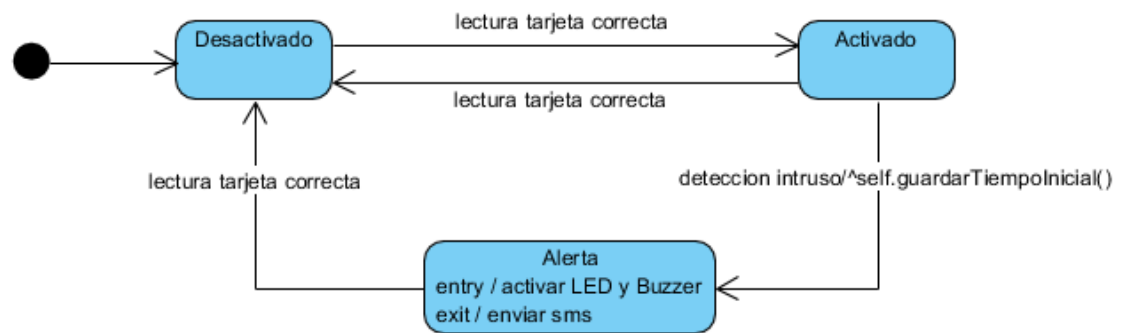 lectura tarjeta correcta
Desactivado
Activado
lectura tarjeta correcta
lectura tarjeta correcta
deteccion intruso/^self.guardarTiempoInicial()
Alerta
entry / activar LED y Buzzer
exit / enviar sms